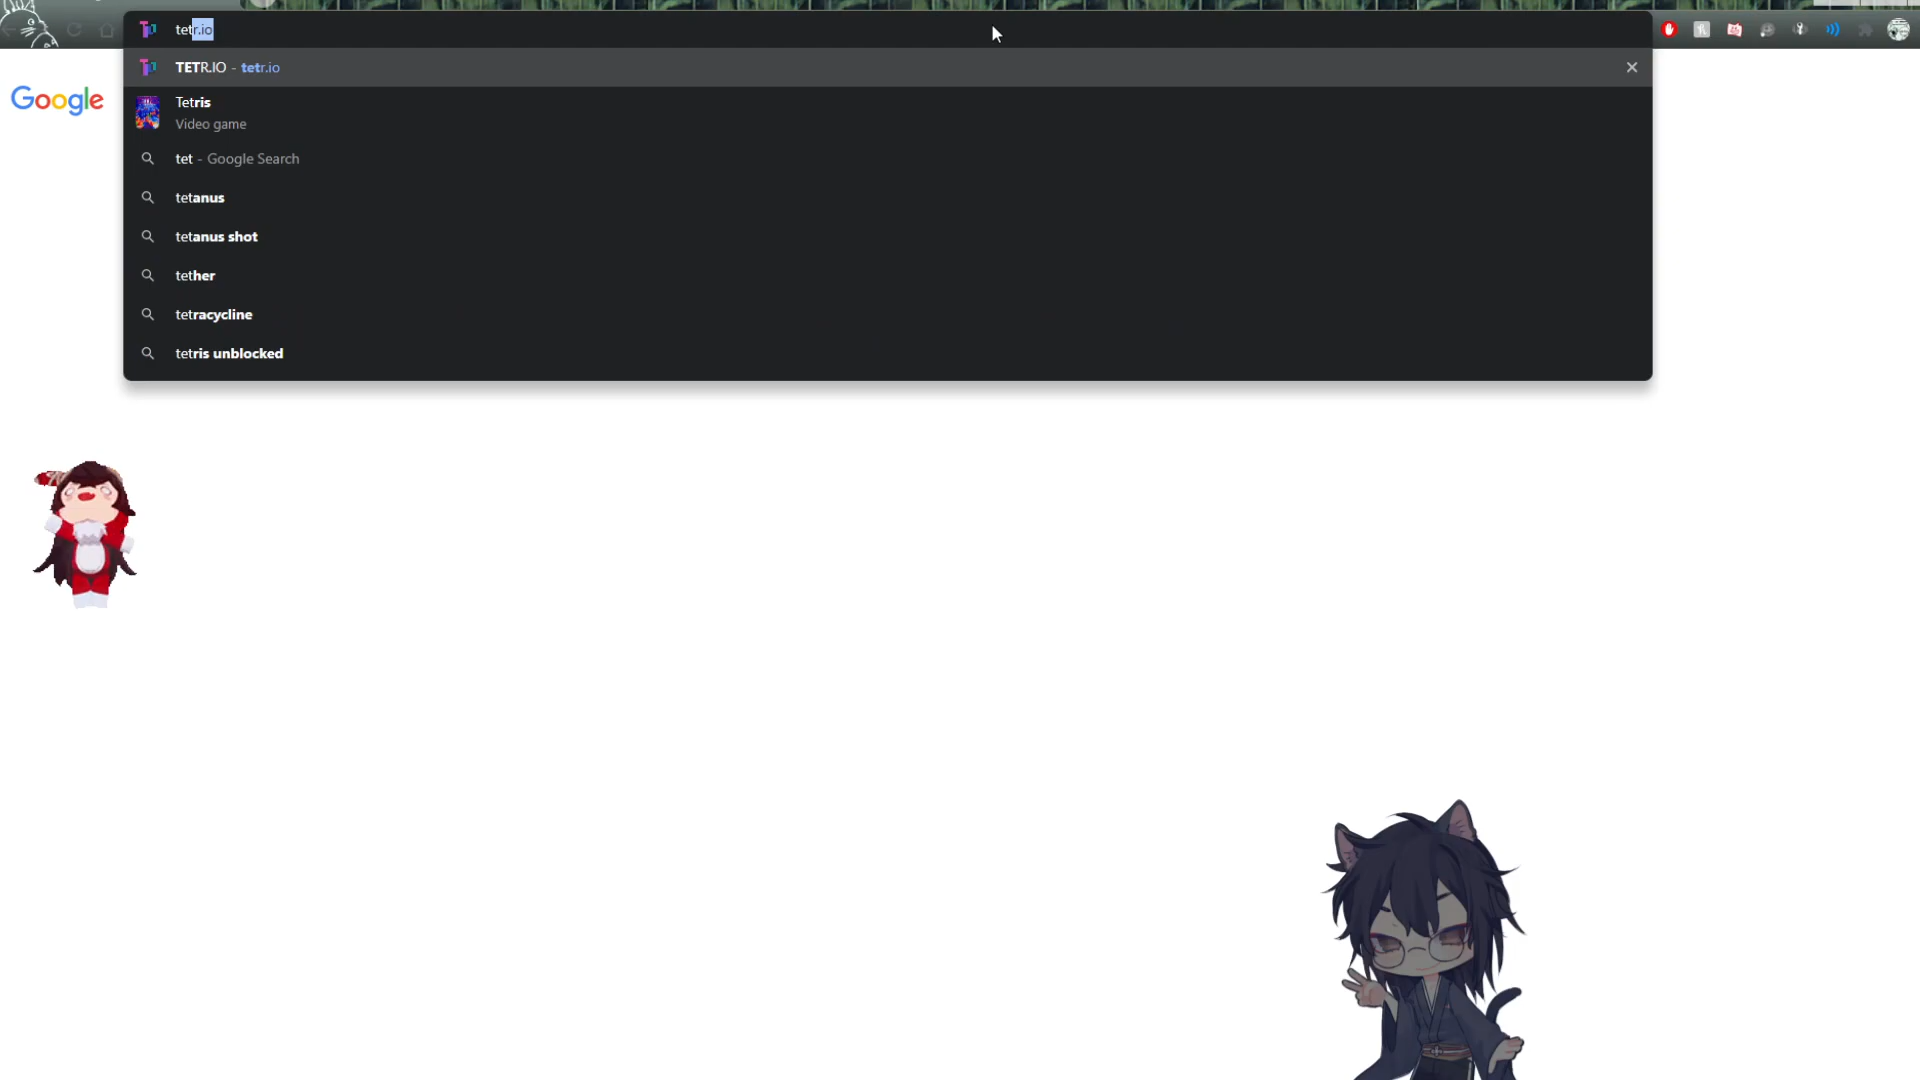 tetr.io
TETR.IO - tetr.io
Google
Tetris
Video game
tet - Google Search
tetanus
tetanus shot
tether
tetracycline
tetris unblocked